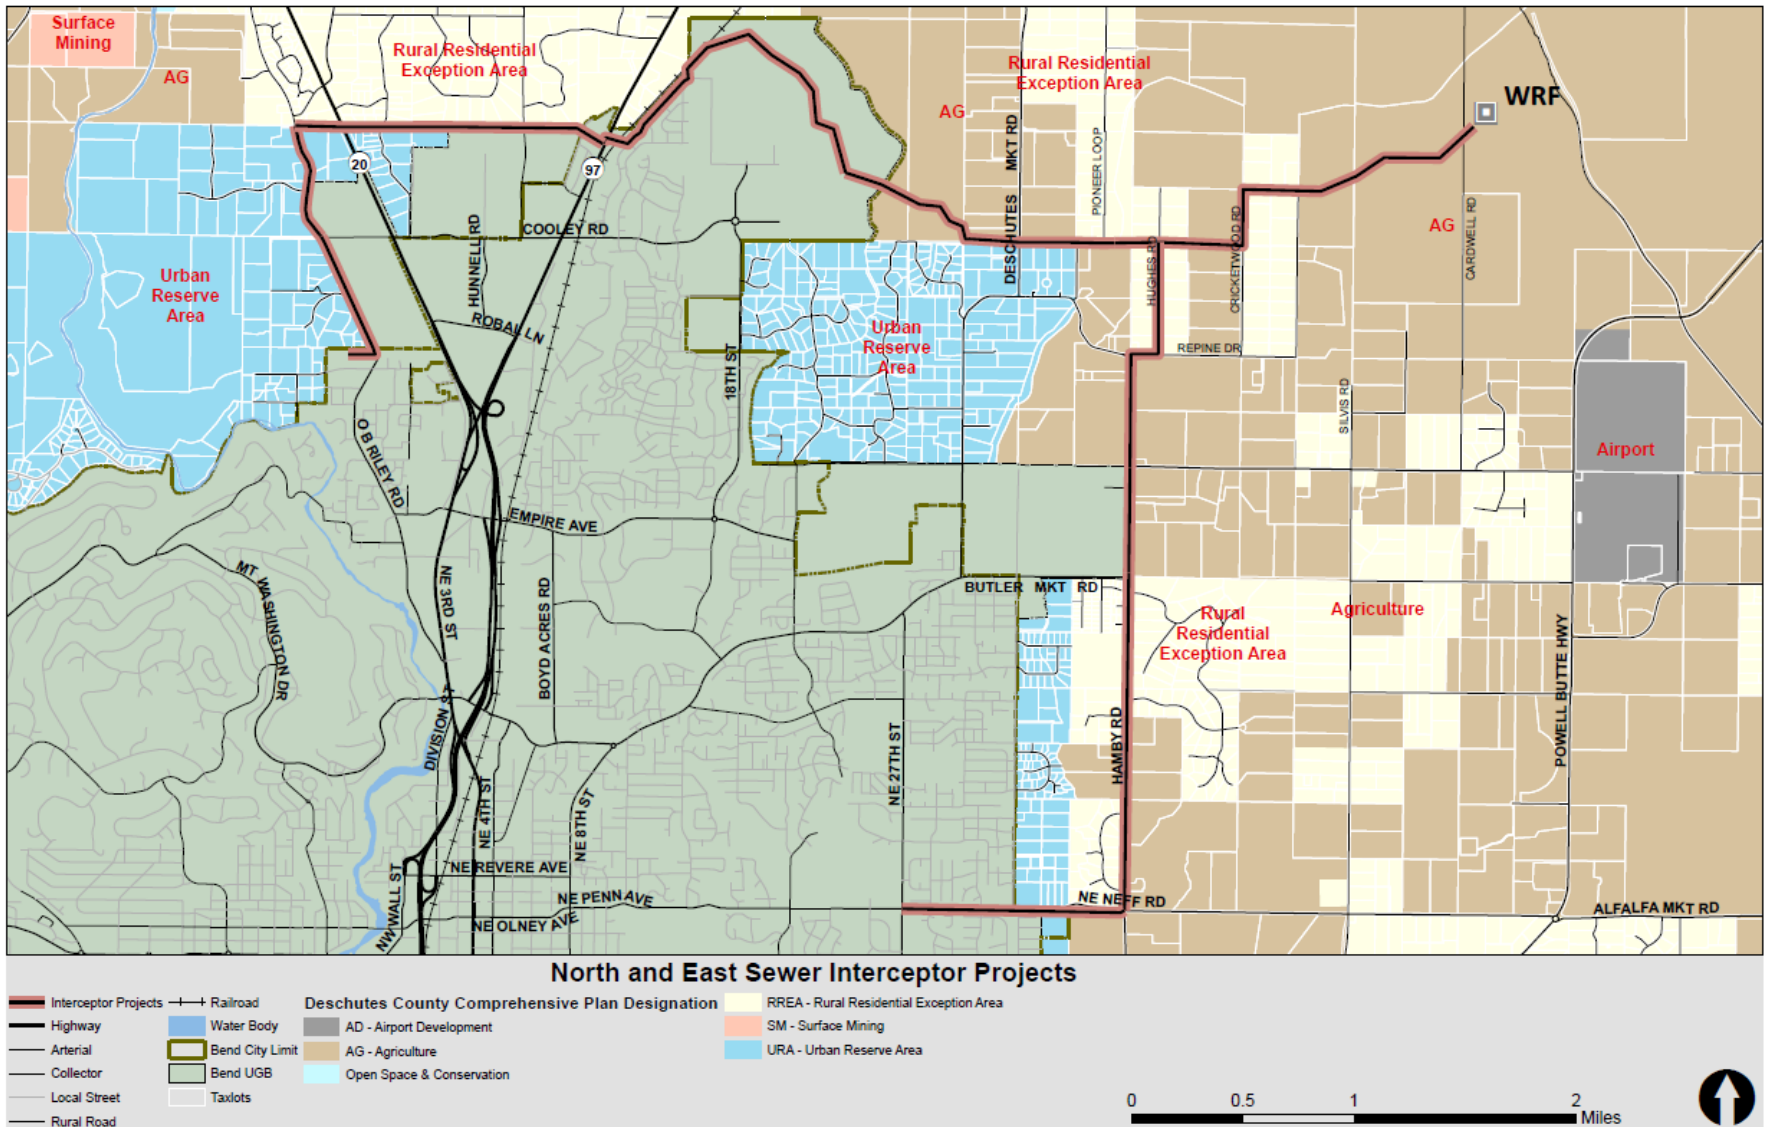 Surface
Mining
AG
Rural Residential
Exception Area
Rural Residential
Exception Area
AG
WRF
DESCHUTES MKT RD
PIONEER LOOP
20
97
HUNNELL RD
COOLEY RD
HUGHES RD
CRICKETWOOD RD
AG
CARDWELL RD
Urban
Reserve
Area
ROBAL LN
Urban
Reserve
Area
18TH ST
REPINE DR
SILVIS RD
O B RILEY RD
Airport
EMPIRE AVE
MT WASHINGTON DR
NE 3RD ST
BOYD ACRES RD
BUTLER MKT RD
Rural
Residential
Exception Area
Agriculture
POWELL BUTTE HWY
DIVISION ST
HAMBY RD
NE 27TH ST
NE 4TH ST
NE 8TH ST
NE REVERE AVE
NW WALL ST
NE PENN AVE
NE OLNEY AVE
NE NEFF RD
ALFALFA MKT RD
North and East Sewer Interceptor Projects
Interceptor Projects
Highway
Arterial
Collector
Local Street
Rural Road
Railroad
Water Body
Bend City Limit
Bend UGB
Taxlots
Deschutes County Comprehensive Plan Designation
AD - Airport Development
AG - Agriculture
Open Space & Conservation
RREA - Rural Residential Exception Area
SM - Surface Mining
URA - Urban Reserve Area
0 0.5 1 2
Miles